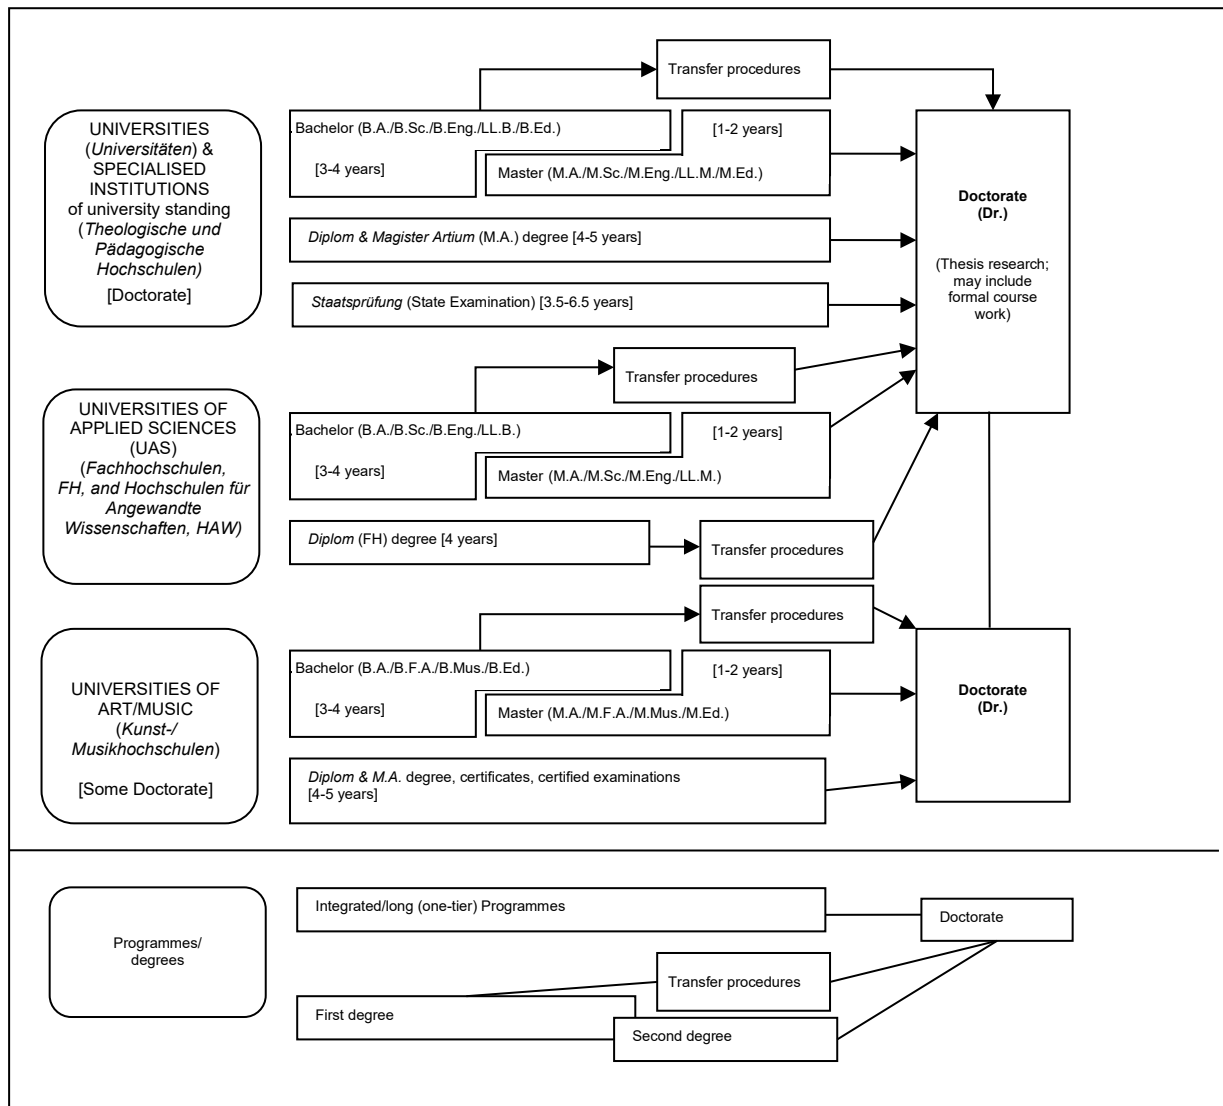 Transfer procedures
UNIVERSITIES
(Universitäten) &
SPECIALISED
INSTITUTIONS
of university standing
(Theologische und
Pädagogische
Hochschulen)
[Doctorate]
. Bachelor (B.A./B.Sc./B.Eng./LL.B./B.Ed.)
[1-2 years]
[3-4 years]
Master (M.A./M.Sc./M.Eng./LL.M./M.Ed.)
Diplom & Magister Artium (M.A.) degree [4-5 years]
Staatsprüfung (State Examination) [3.5-6.5 years]
Doctorate
(Dr.)
(Thesis research;
may include
formal course
work)
Transfer procedures
UNIVERSITIES OF
APPLIED SCIENCES
(UAS)
(Fachhochschulen,
FH, and Hochschulen für
Angewandte
Wissenschaften, HAW)
. Bachelor (B.A./B.Sc./B.Eng./LL.B.)
[1-2 years]
[3-4 years]
Master (M.A./M.Sc./M.Eng./LL.M.)
Diplom (FH) degree [4 years]
Transfer procedures
Transfer procedures
UNIVERSITIES OF
ART/MUSIC
(Kunst-/
Musikhochschulen)
[Some Doctorate]
. Bachelor (B.A./B.F.A./B.Mus./B.Ed.)
[1-2 years]
[3-4 years]
Master (M.A./M.F.A./M.Mus./M.Ed.)
Diplom & M.A. degree, certificates, certified examinations
[4-5 years]
Doctorate
(Dr.)
Programmes/
degrees
Integrated/long (one-tier) Programmes
Doctorate
Transfer procedures
First degree
Second degree